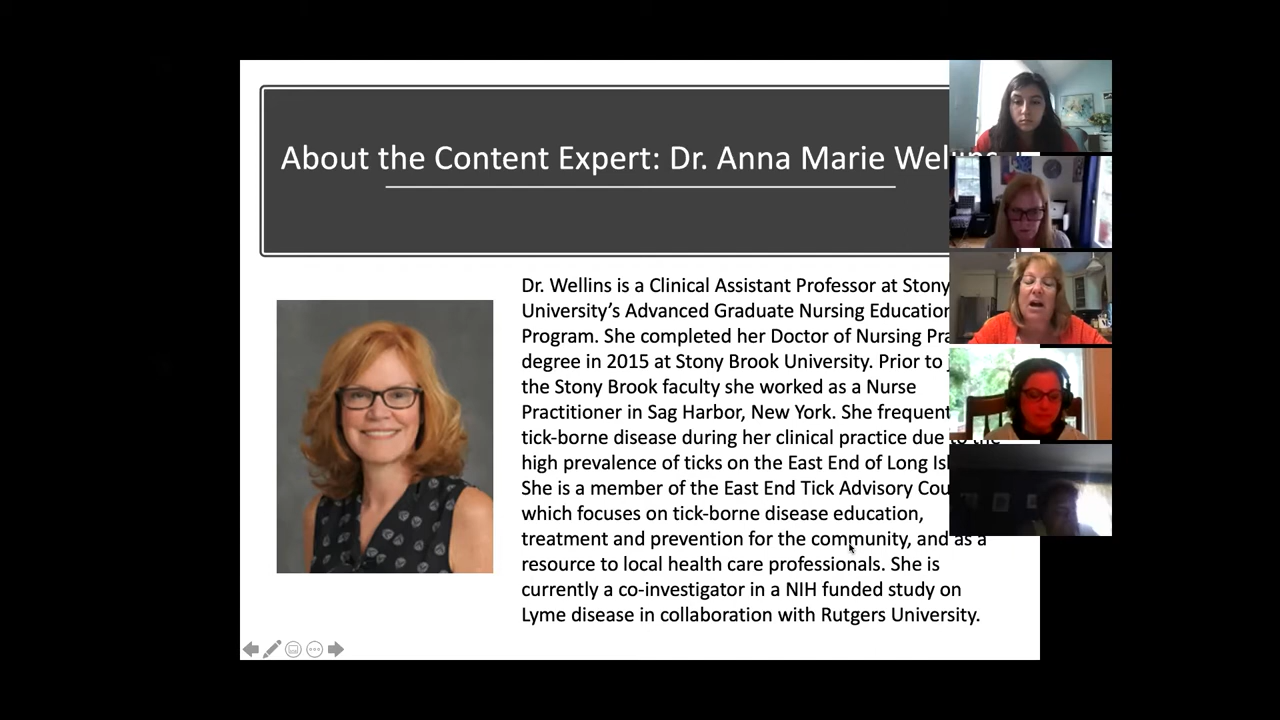 About the Content Expert: Dr. Anna Marie Wellins
Dr. Wellins is a Clinical Assistant Professor at Stony
University’s Advanced Graduate Nursing Education
Program. She completed her Doctor of Nursing
degree in 2015 at Stony Brook University. Prior to
the Stony Brook faculty she worked as a Nurse
Practitioner in Sag Harbor, New York. She
tick-borne disease during her clinical practice due to the
high prevalence of ticks on the East End of Long
She is a member of the East End Tick Advisory
which focuses on tick-borne disease education,
treatment and prevention for the community, and as a
resource to local health care professionals. She is
currently a co-investigator in a NIH funded study on
Lyme disease in collaboration with Rutgers University.